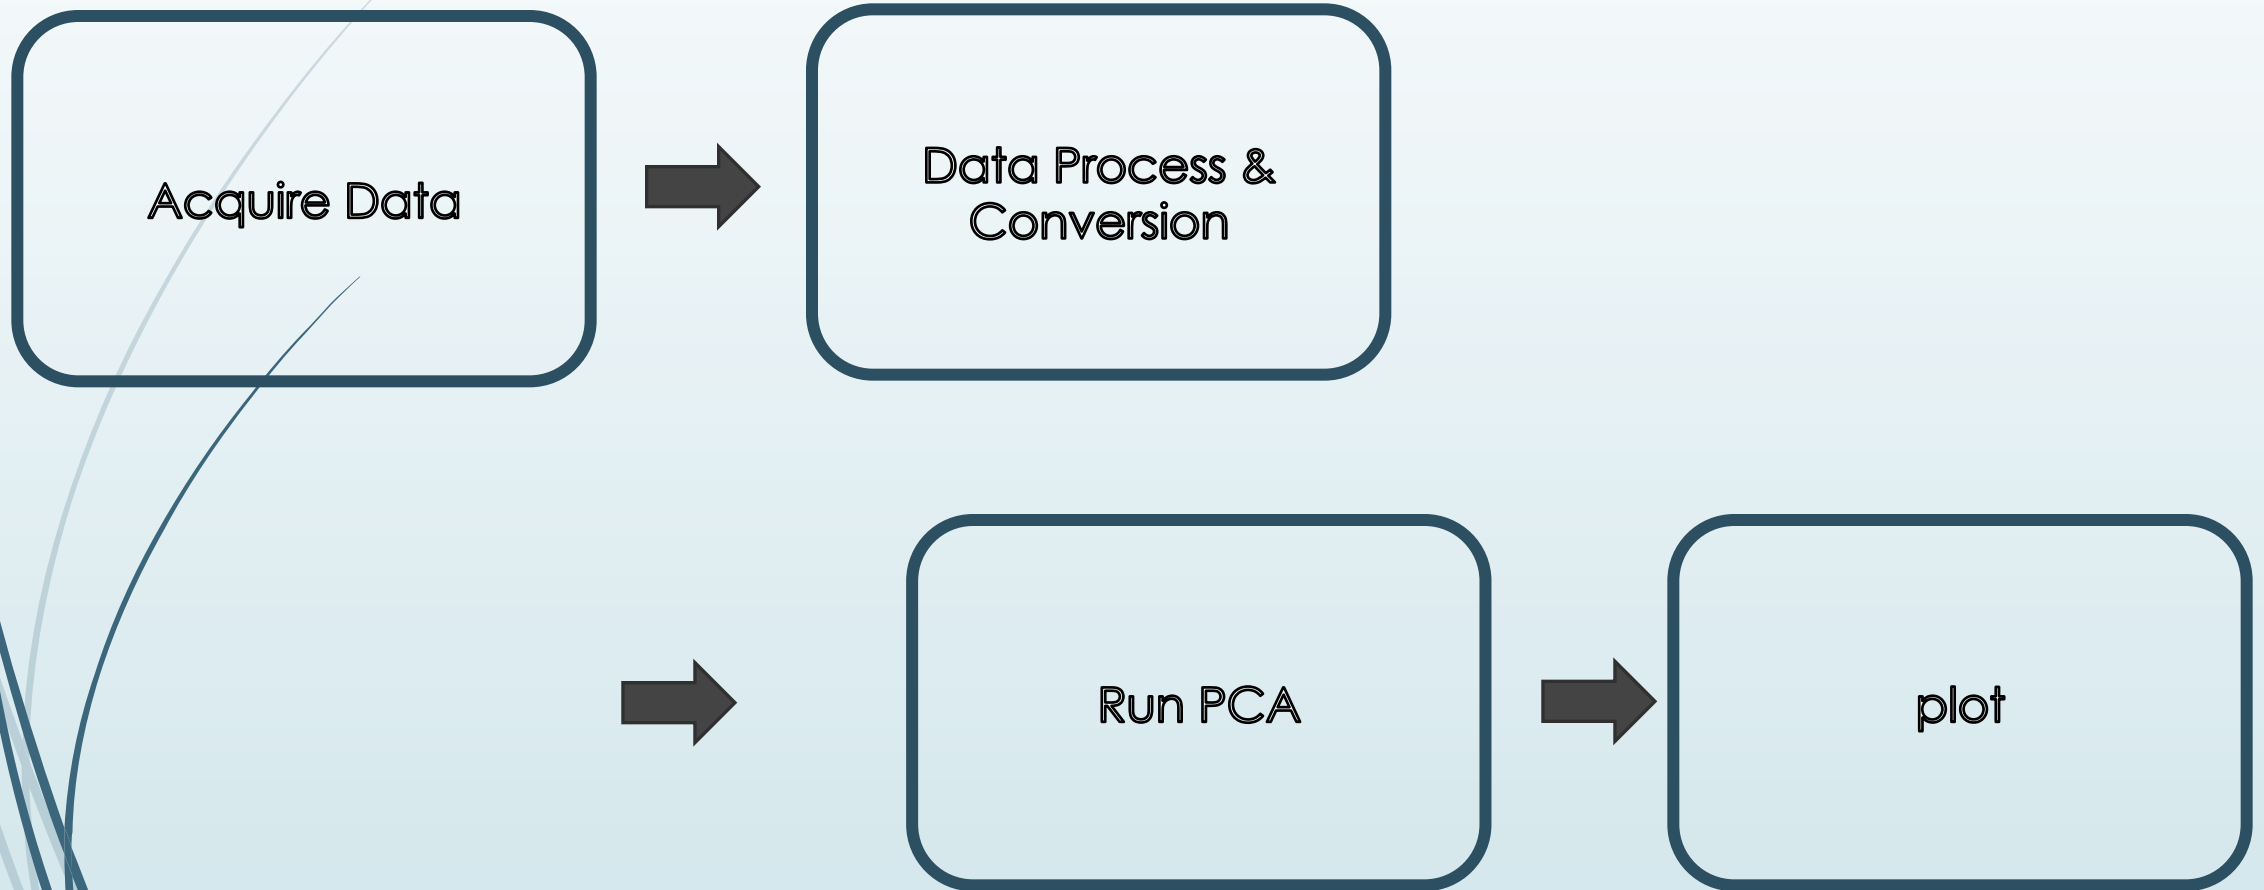 Acquire Data
Data Process &
Conversion
Run PCA
plot